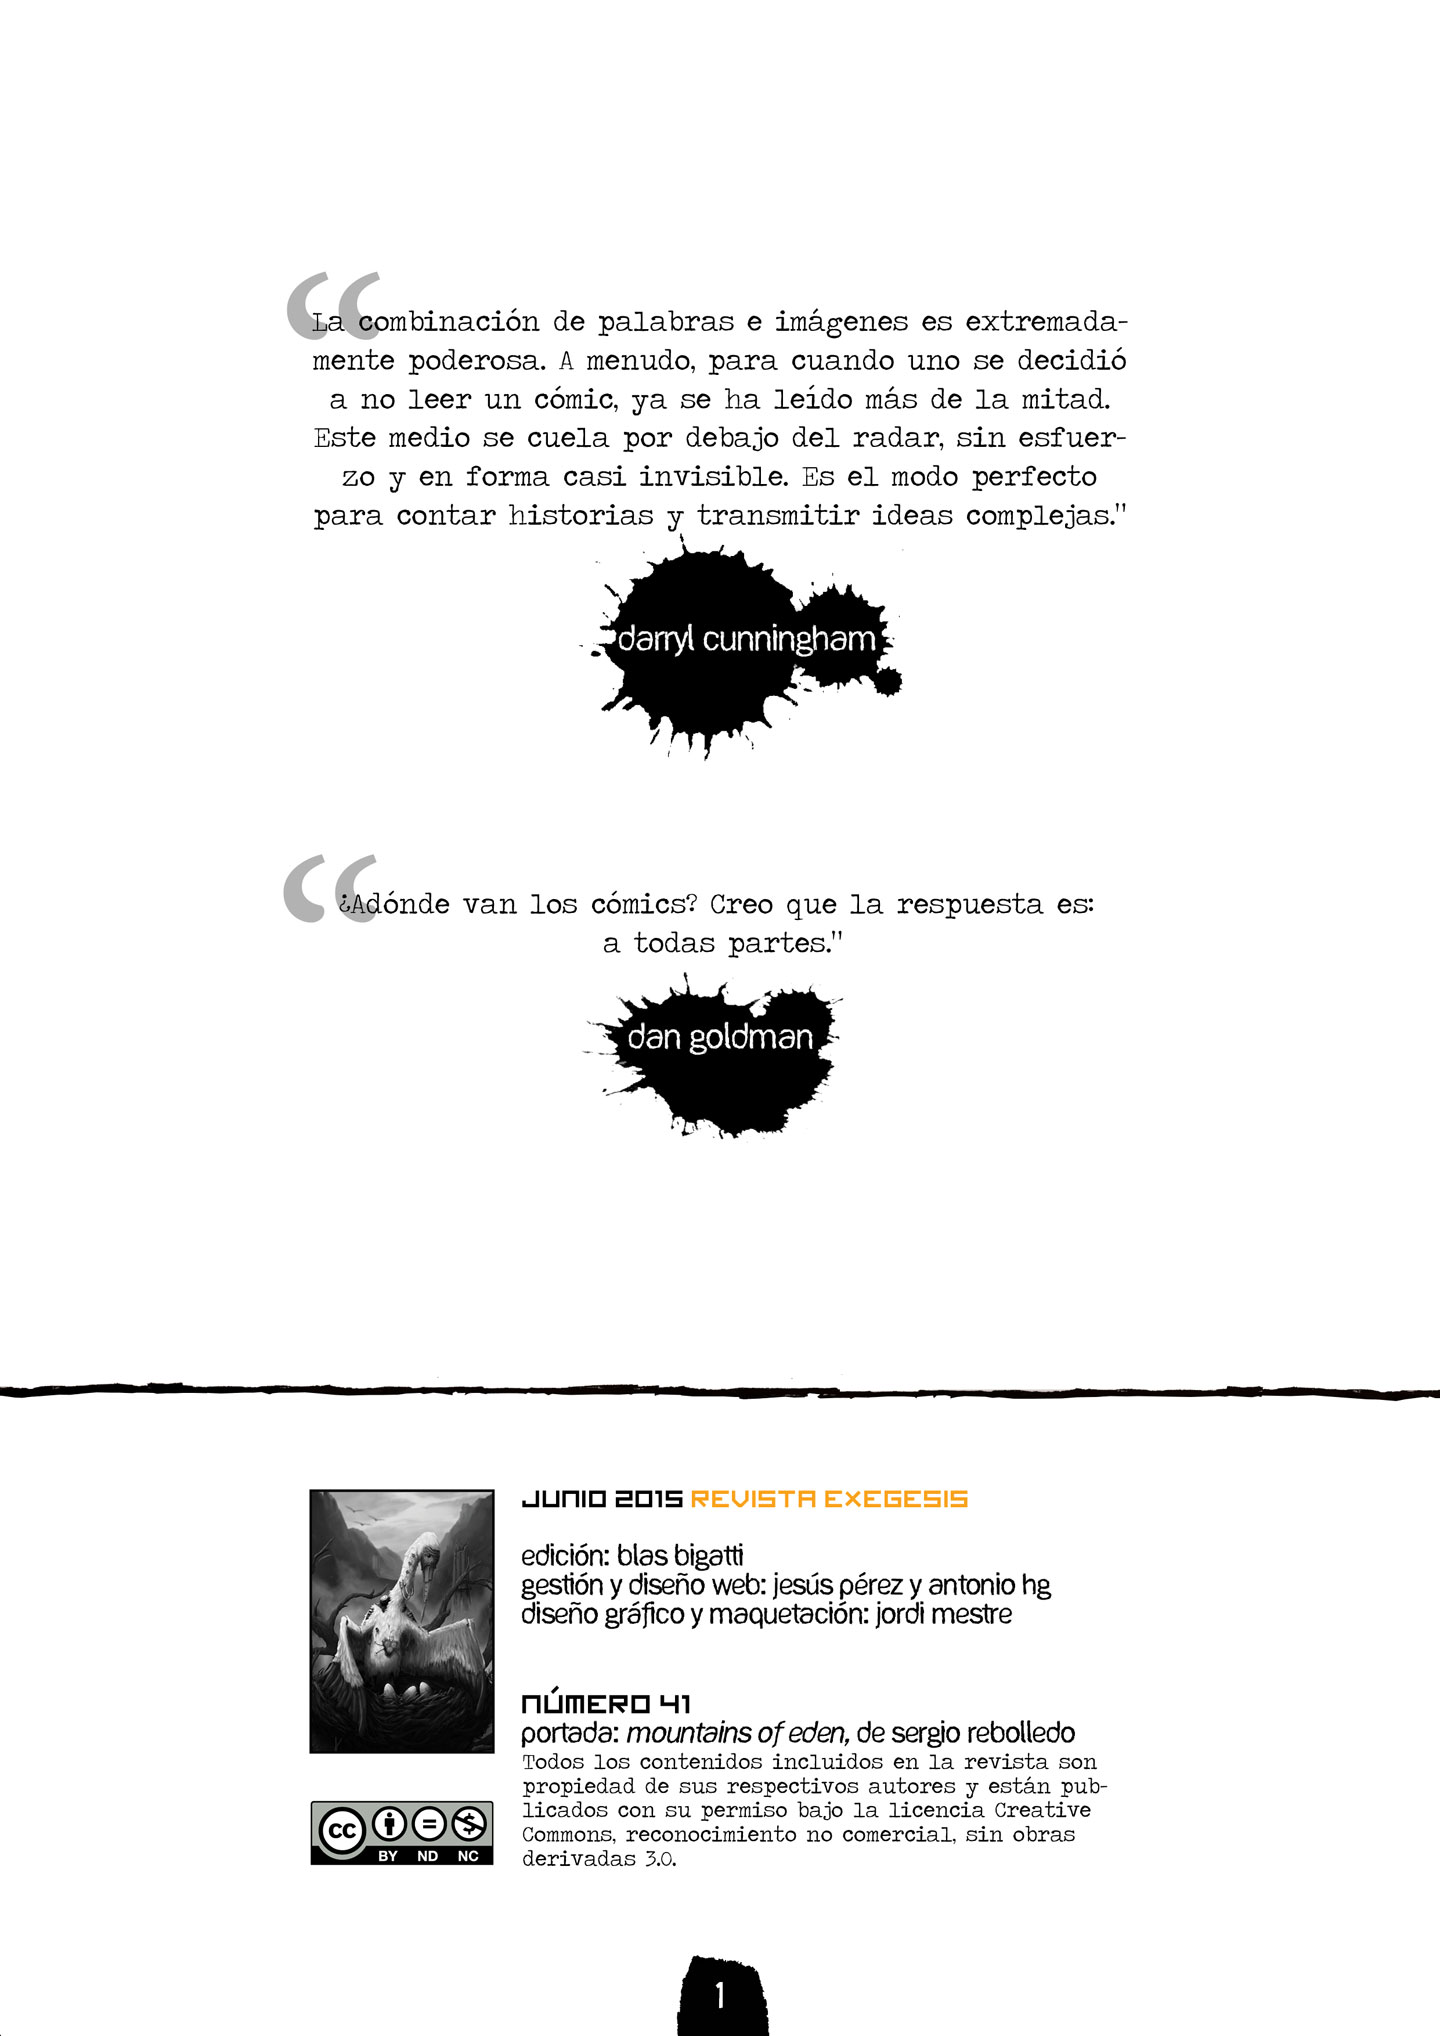 “La combinación de palabras e imágenes es extremada-
mente poderosa. A menudo, para cuando uno se decidió
a no leer un cómic, ya se ha leído más de la mitad.
Este medio se cuela por debajo del radar, sin esfuer-
zo y en forma casi invisible. Es el modo perfecto
para contar historias y transmitir ideas complejas."
darryl cunningham
“¿Adónde van los cómics? Creo que la respuesta es:
a todas partes."
dan goldman
JUNIO 2015 REVISTA EXEGESIS
edición: blas bigatti
gestión y diseño web: jesús pérez y antonio hg
diseño gráfico y maquetación: jordi mestre
NÚMERO 41
portada: mountains of eden, de sergio rebolledo
Todos los contenidos incluidos en la revista son
propiedad de sus respectivos autores y están pub-
licados con su permiso bajo la licencia Creative
Commons, reconocimiento no comercial, sin obras
derivadas 3.0.
cc
BY ND NC
1